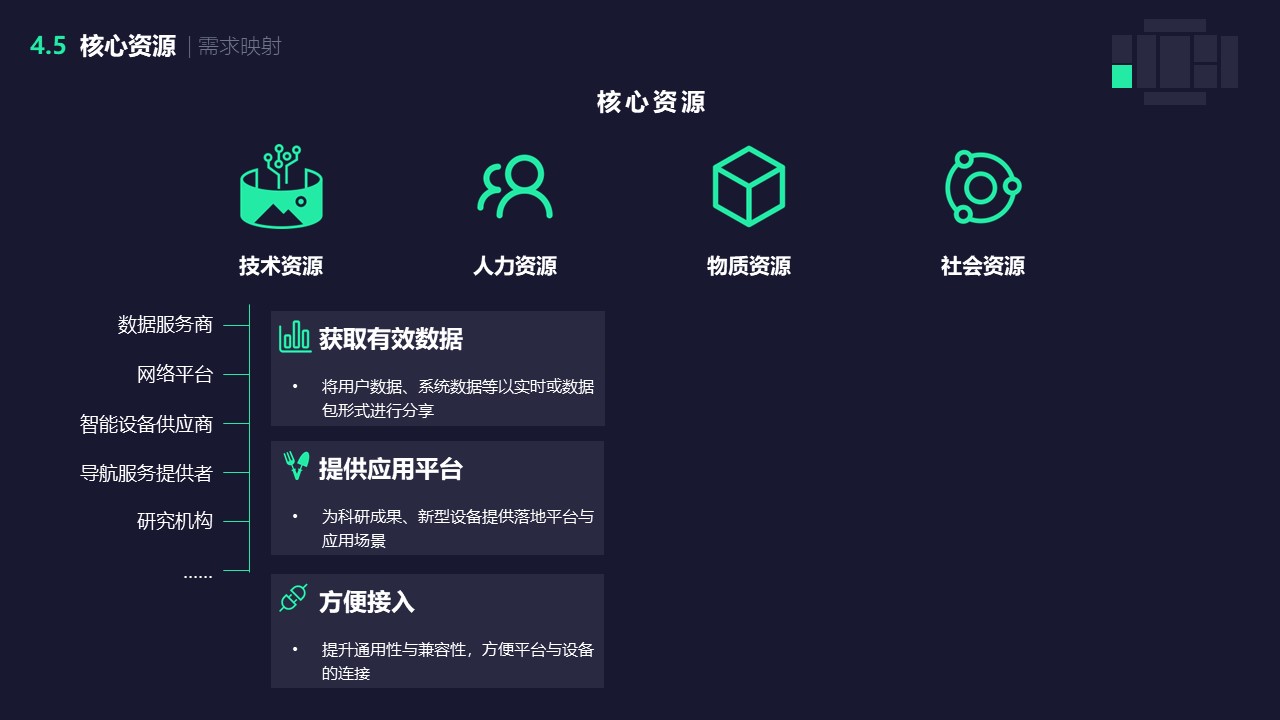 4.5 核心资源 | 需求映射
核心资源
技术资源
人力资源
物质资源
社会资源
数据服务商
网络平台
智能设备供应商
导航服务提供者
研究机构
......
获取有效数据
• 将用户数据、系统数据等以实时或数据
包形式进行分享
提供应用平台
• 为科研成果、新型设备提供落地平台与
应用场景
方便接入
• 提升通用性与兼容性，方便平台与设备
的连接